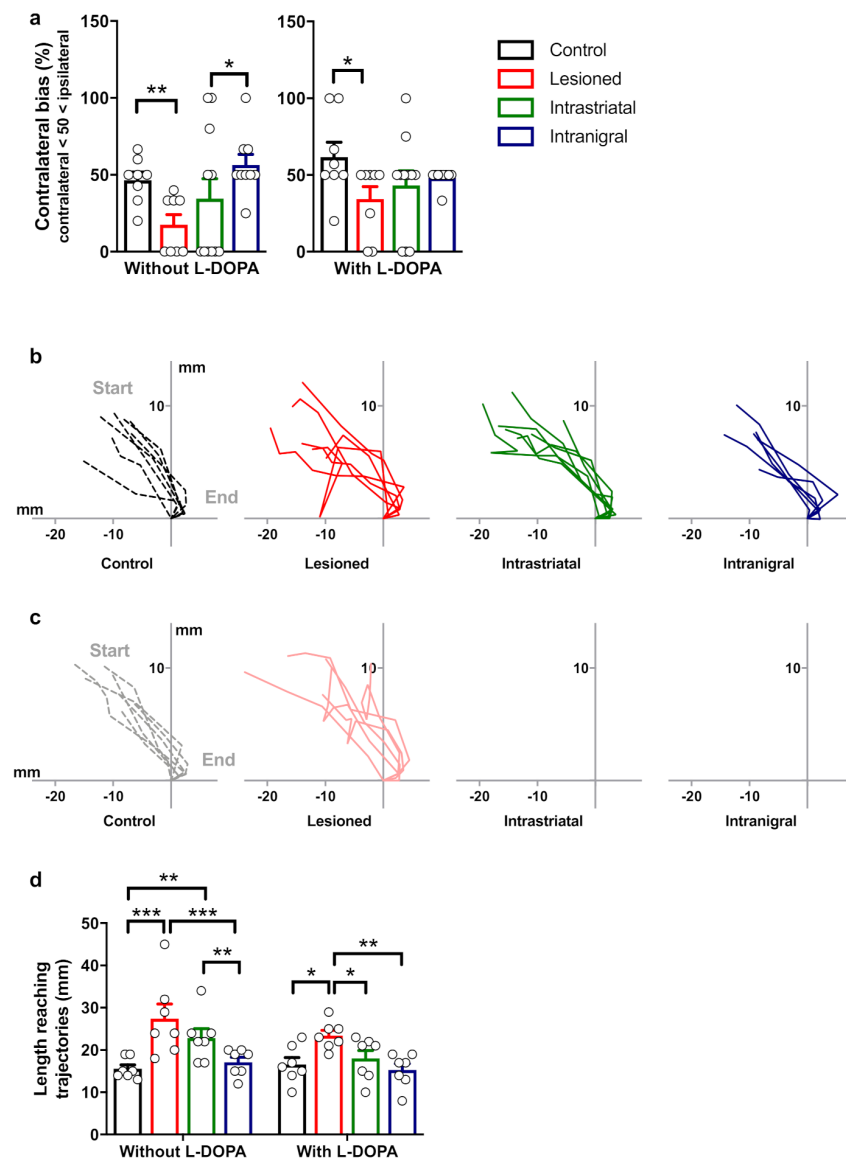 a
Contralateral bias (%)
contralateral < 50 < ipsilateral
150
100
50
0
**
*
Without L-DOPA
150
100
50
0
*
With L-DOPA
Control
Lesioned
Intrastriatal
Intranigral
b
mm
Start
10
End
mm
-20
-10
Control
10
-20
-10
Lesioned
10
-20
-10
Intrastriatal
10
-20
-10
Intranigral
c
mm
Start
10
End
mm
-20
-10
Control
10
-20
-10
Lesioned
10
-20
-10
Intrastriatal
10
-20
-10
Intranigral
d
Length reaching
trajectories (mm)
50
40
30
20
10
0
**
***
***
**
Without L-DOPA
*
*
**
With L-DOPA